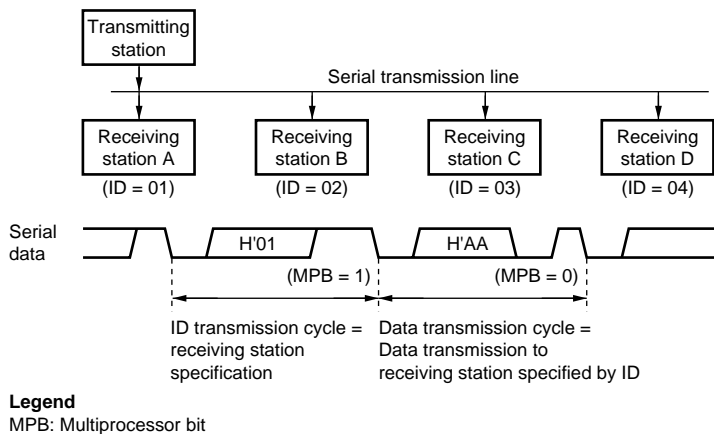 Transmitting
station
Serial transmission line
Receiving
station A
Receiving
station B
Receiving
station C
Receiving
station D
(ID = 01)
(ID = 02)
(ID = 03)
(ID = 04)
Serial
data
H'01
H'AA
(MPB = 1)
(MPB = 0)
ID transmission cycle =
receiving station
specification
Data transmission cycle =
Data transmission to
receiving station specified by ID
Legend
MPB: Multiprocessor bit